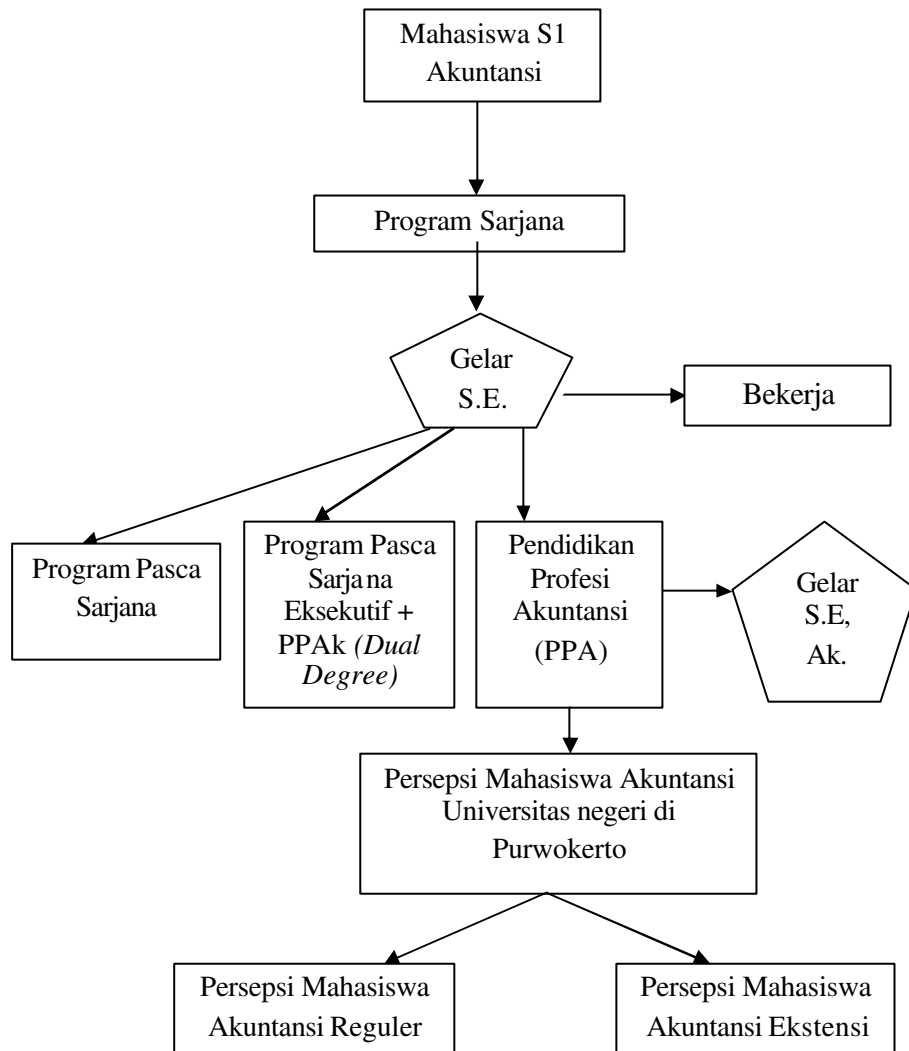 Mahasiswa S1
Akuntansi
Program Sarjana
Gelar
S.E.
Bekerja
Program Pasca
Sarjana
Program Pasca
Sarjana
Eksekutif +
PPAk (Dual
Degree)
Pendidikan
Profesi
Akuntansi
(PPA)
Gelar
S.E,
Ak.
Persepsi Mahasiswa Akuntansi
Universitas negeri di
Purwokerto
Persepsi Mahasiswa
Akuntansi Reguler
Persepsi Mahasiswa
Akuntansi Ekstensi